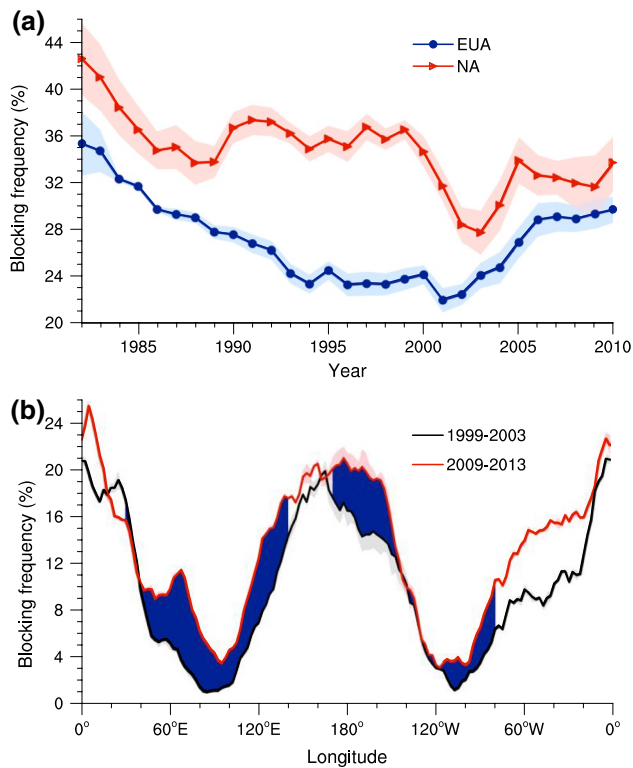 (a)
Blocking frequency (%)
44
40
36
32
28
24
20
EUA
NA
1985
1990
1995
2000
2005
2010
Year
(b)
Blocking frequency (%)
24
20
16
12
8
4
0
1999-2003
2009-2013
0°
60°E
120°E
180°
120°W
60°W
0°
Longitude